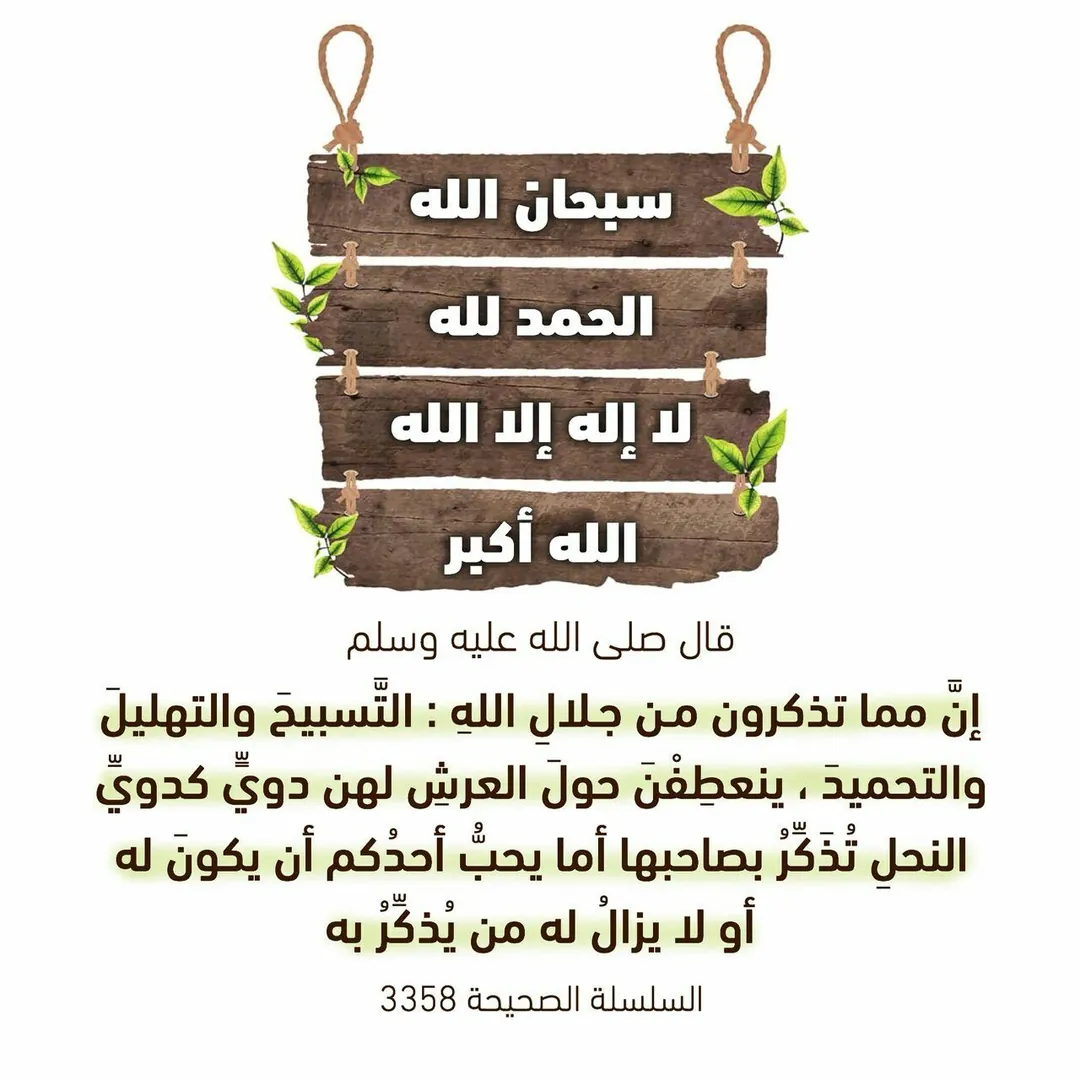 سبحان الله
الحمد لله
لا إله إلا الله
الله أكبر
قال صلى الله عليه وسلم
إنَّ مما تذكرون من جلالِ اللهِ : التَّسبيحَ والتهليلَ
والتحميدَ ، ينعطِفْنَ حولَ العرشِ لهن دويٍّ كدويٍّ
النحلِ تُذَكِّرُ بصاحبها أما يحبُّ أحدُكم أن يكونَ له
أو لا يزالُ له من يُذكِّرُ به
السلسلة الصحيحة 3358